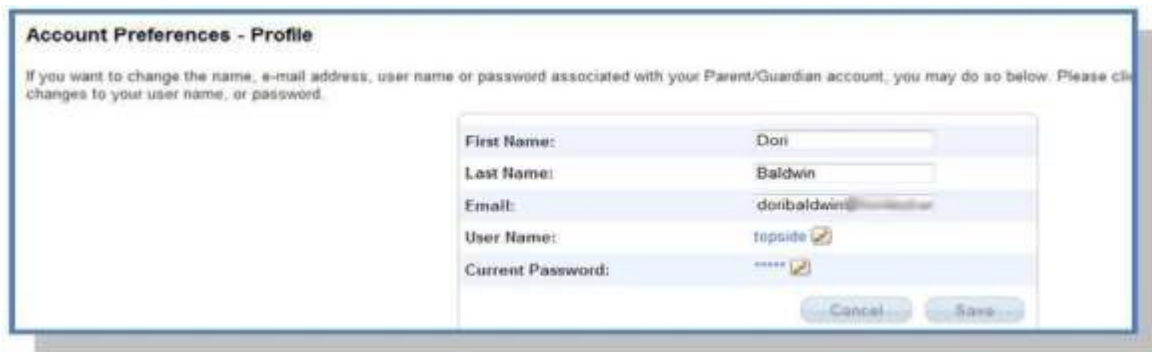 Account Preferences - Profile
If you want to change the name, e-mail address, user name or password associated with your Parent/Guardian account, you may do so below. Please cli
changes to your user name, or password.
First Name: Dori
Last Name: Baldwin
Email: doribaldwin@
User Name: topside
Current Password: *****
Cancel Save